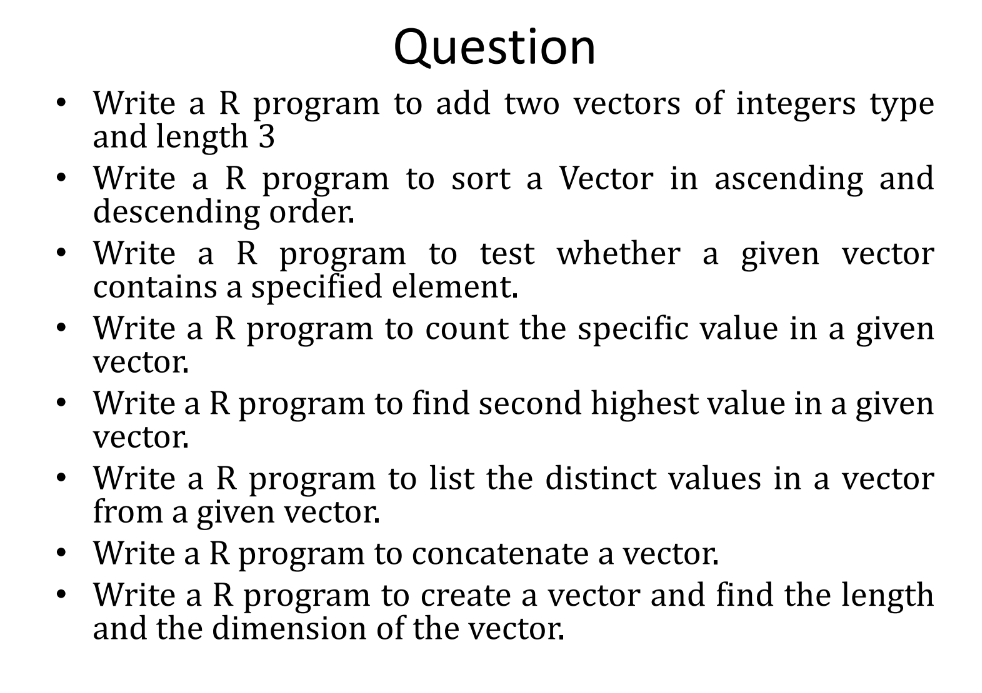 Question
• Write a R program to add two vectors of integers type
and length 3
• Write a R program to sort a Vector in ascending and
descending order.
• Write a R program to test whether a given vector
contains a specified element.
• Write a R program to count the specific value in a given
vector.
• Write a R program to find second highest value in a given
vector.
• Write a R program to list the distinct values in a vector
from a given vector.
• Write a R program to concatenate a vector.
• Write a R program to create a vector and find the length
and the dimension of the vector.